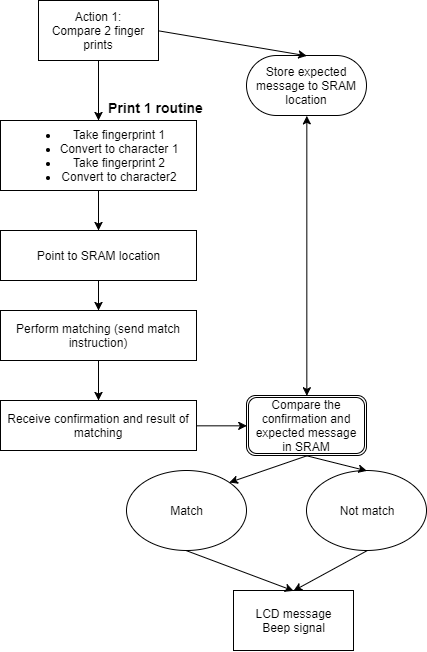 Action 1:
Compare 2 finger
prints
Store expected
message to SRAM
location
Print 1 routine
• Take fingerprint 1
• Convert to character 1
• Take fingerprint 2
• Convert to character2
Point to SRAM location
Perform matching (send match
instruction)
Receive confirmation and result of
matching
Compare the
confirmation and
expected message
in SRAM
Match
Not match
LCD message
Beep signal